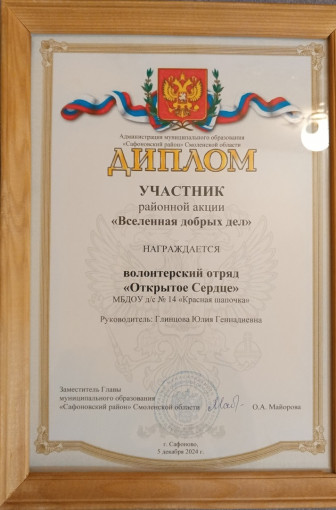 Администрация муниципального образования
«Сафоновский район» Смоленской области
ДИПЛОМ
УЧАСТНИК
районной акции
«Вселенная добрых дел»
НАГРАЖДАЕТСЯ
волонтерский отряд
«Открытое Сердце»
МБДОУ д/с № 14 «Красная шапочка»
Руководитель: Глинцова Юлия Геннадиевна
Заместитель Главы
муниципального образования
«Сафоновский район» Смоленской области
О.А. Майорова
г. Сафоново,
3 декабря 2024 г.